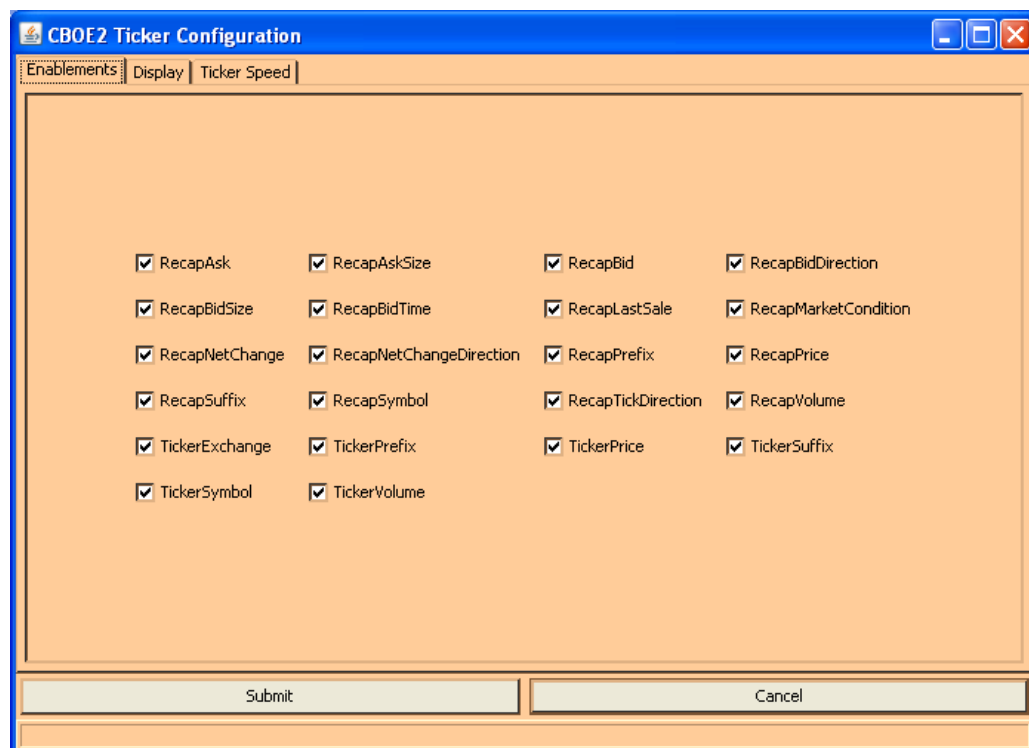 CBOE2 Ticker Configuration
Enablements Display Ticker Speed
RecapAsk RecapAskSize RecapBid RecapBidDirection
RecapBidSize RecapBidTime RecapLastSale RecapMarketCondition
RecapNetChange RecapNetChangeDirection RecapPrefix RecapPrice
RecapSuffix RecapSymbol RecapTickDirection RecapVolume
TickerExchange TickerPrefix TickerPrice TickerSuffix
TickerSymbol TickerVolume
Submit Cancel